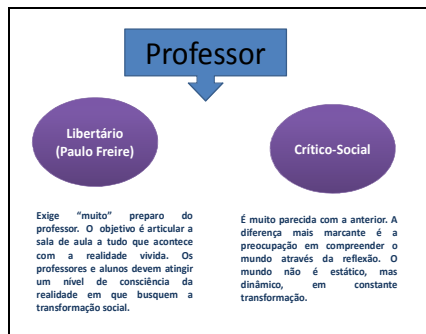 Professor
Libertário
(Paulo Freire)
Crítico-Social
Exige “muito” preparo do
professor. O objetivo é articular a
sala de aula a tudo que acontece
com a realidade vivida. Os
professores e alunos devem atingir
um nível de consciência da
realidade em que busquem a
transformação social.
É muito parecida com a anterior. A
diferença mais marcante é a
preocupação em compreender o
mundo através da reflexão. O
mundo não é estático, mas
dinâmico, em constante
transformação.